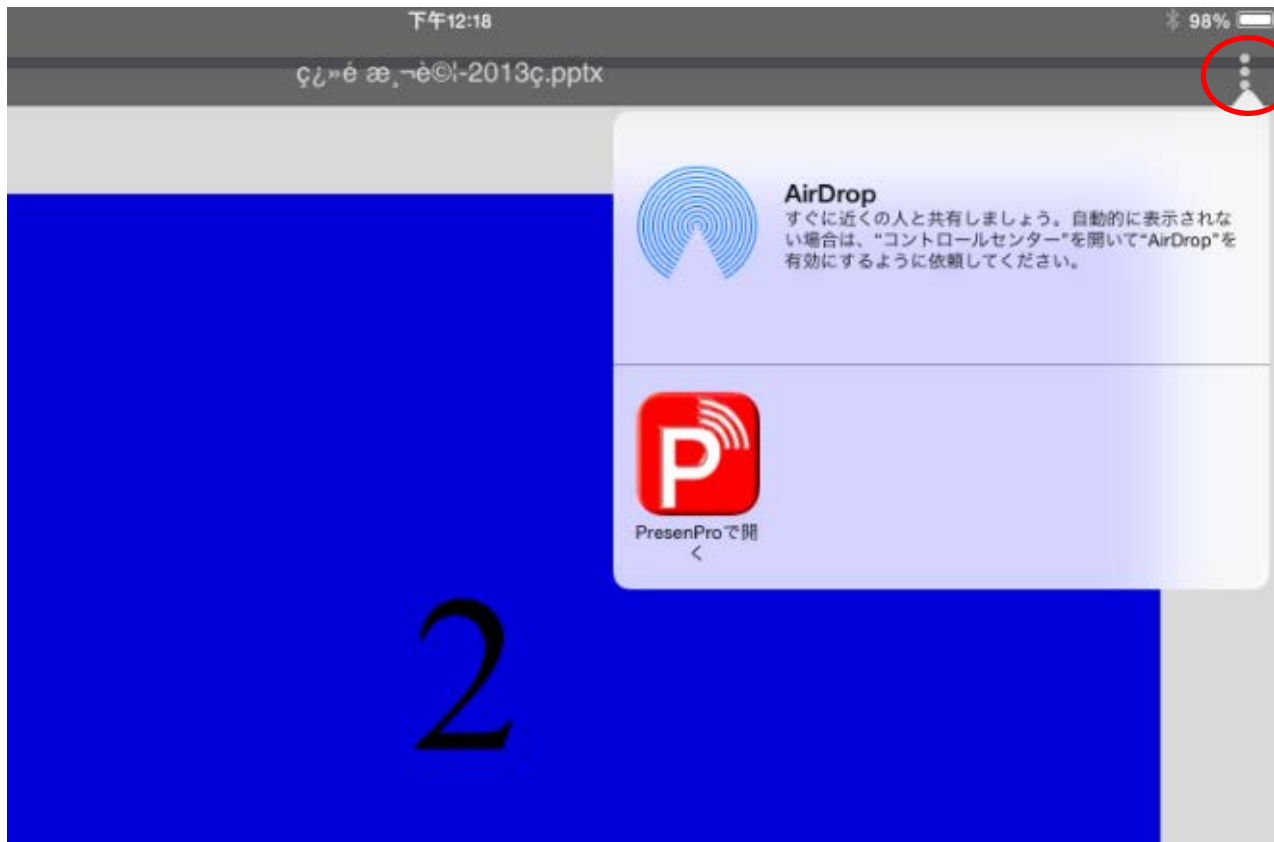 下午12:18
98%
ç¿»é æ¸¬è©¦-2013ç.pptx
AirDrop
すぐに近くの人と共有しましょう。自動的に表示されな
い場合は、“コントロールセンター”を開いて“AirDrop”を
有効にするように依頼してください。
P
PresenProで開
く
2